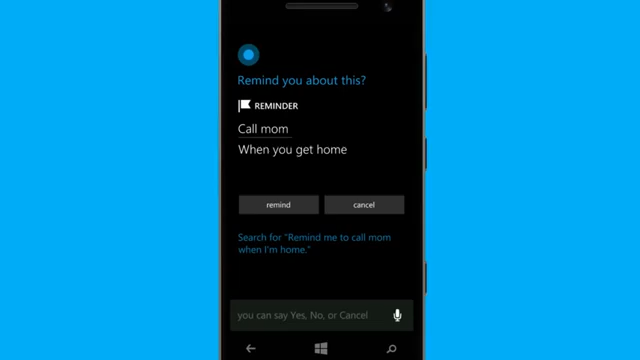 Remind you about this?
REMINDER
Call mom
When you get home
remind cancel
Search for "Remind me to call mom
when I'm home."
you can say Yes, No, or Cancel